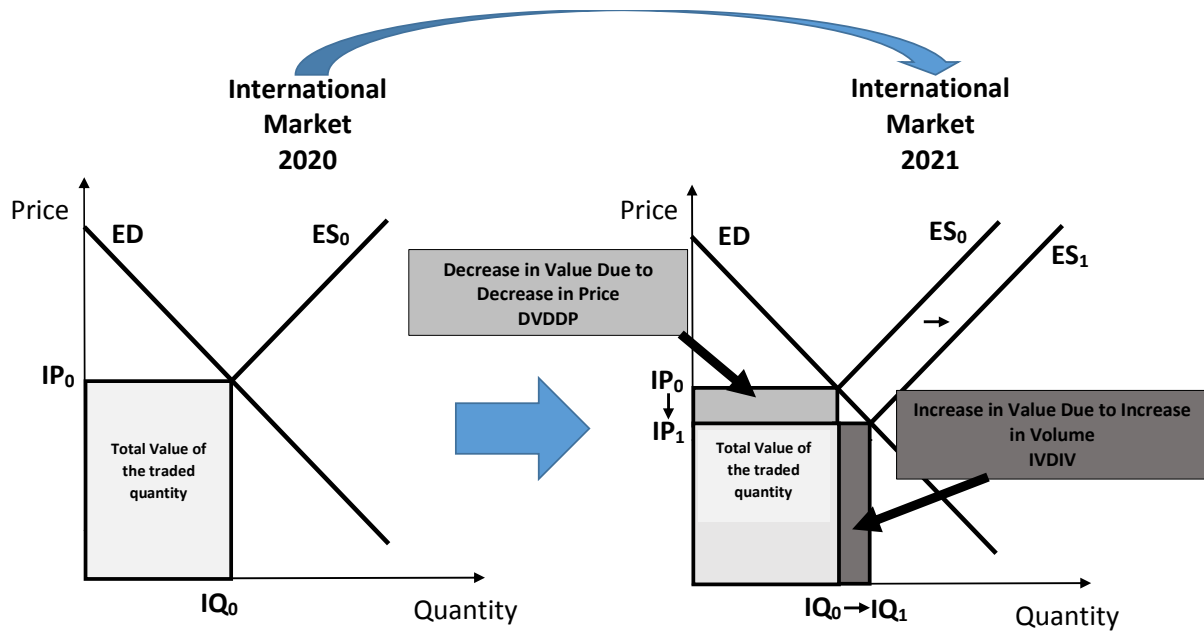 International
Market
2020
International
Market
2021
Price
ED
ES₀
IP₀
Total Value of
the traded
quantity
IQ₀
Quantity
Price
ED
ES₀
ES₁
Decrease in Value Due to
Decrease in Price
DVDDP
IP₀
IP₁
Increase in Value Due to Increase
in Volume
IVDIV
Total Value of
the traded
quantity
IQ₀→IQ₁
Quantity